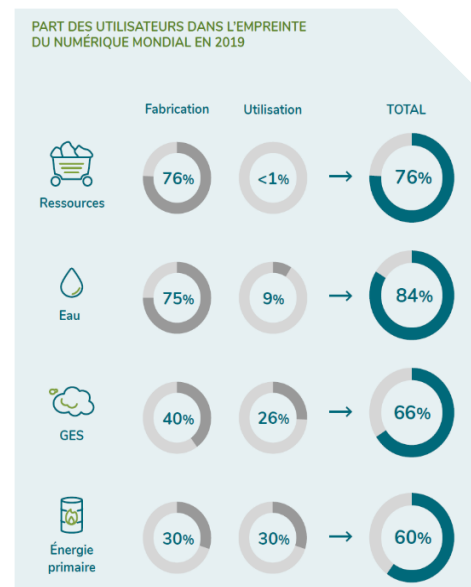 PART DES UTILISATEURS DANS L'EMPREINTE
DU NUMÉRIQUE MONDIAL EN 2019
Fabrication Utilisation TOTAL
76% <1% → 76%
Ressources
75% 9% → 84%
Eau
40% 26% → 66%
GES
30% 30% → 60%
Énergie
primaire